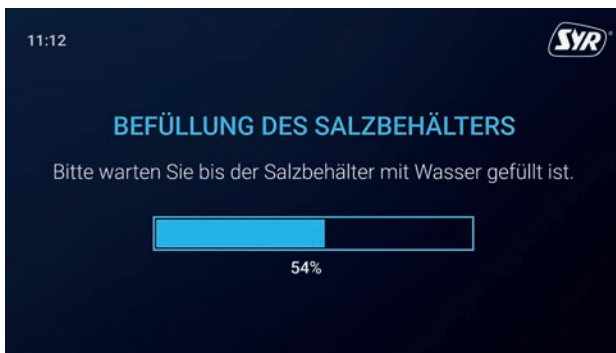 11:12
SYR®
BEFÜLLUNG DES SALZBEHÄLTERS
Bitte warten Sie bis der Salzbehälter mit Wasser gefüllt ist.
54%